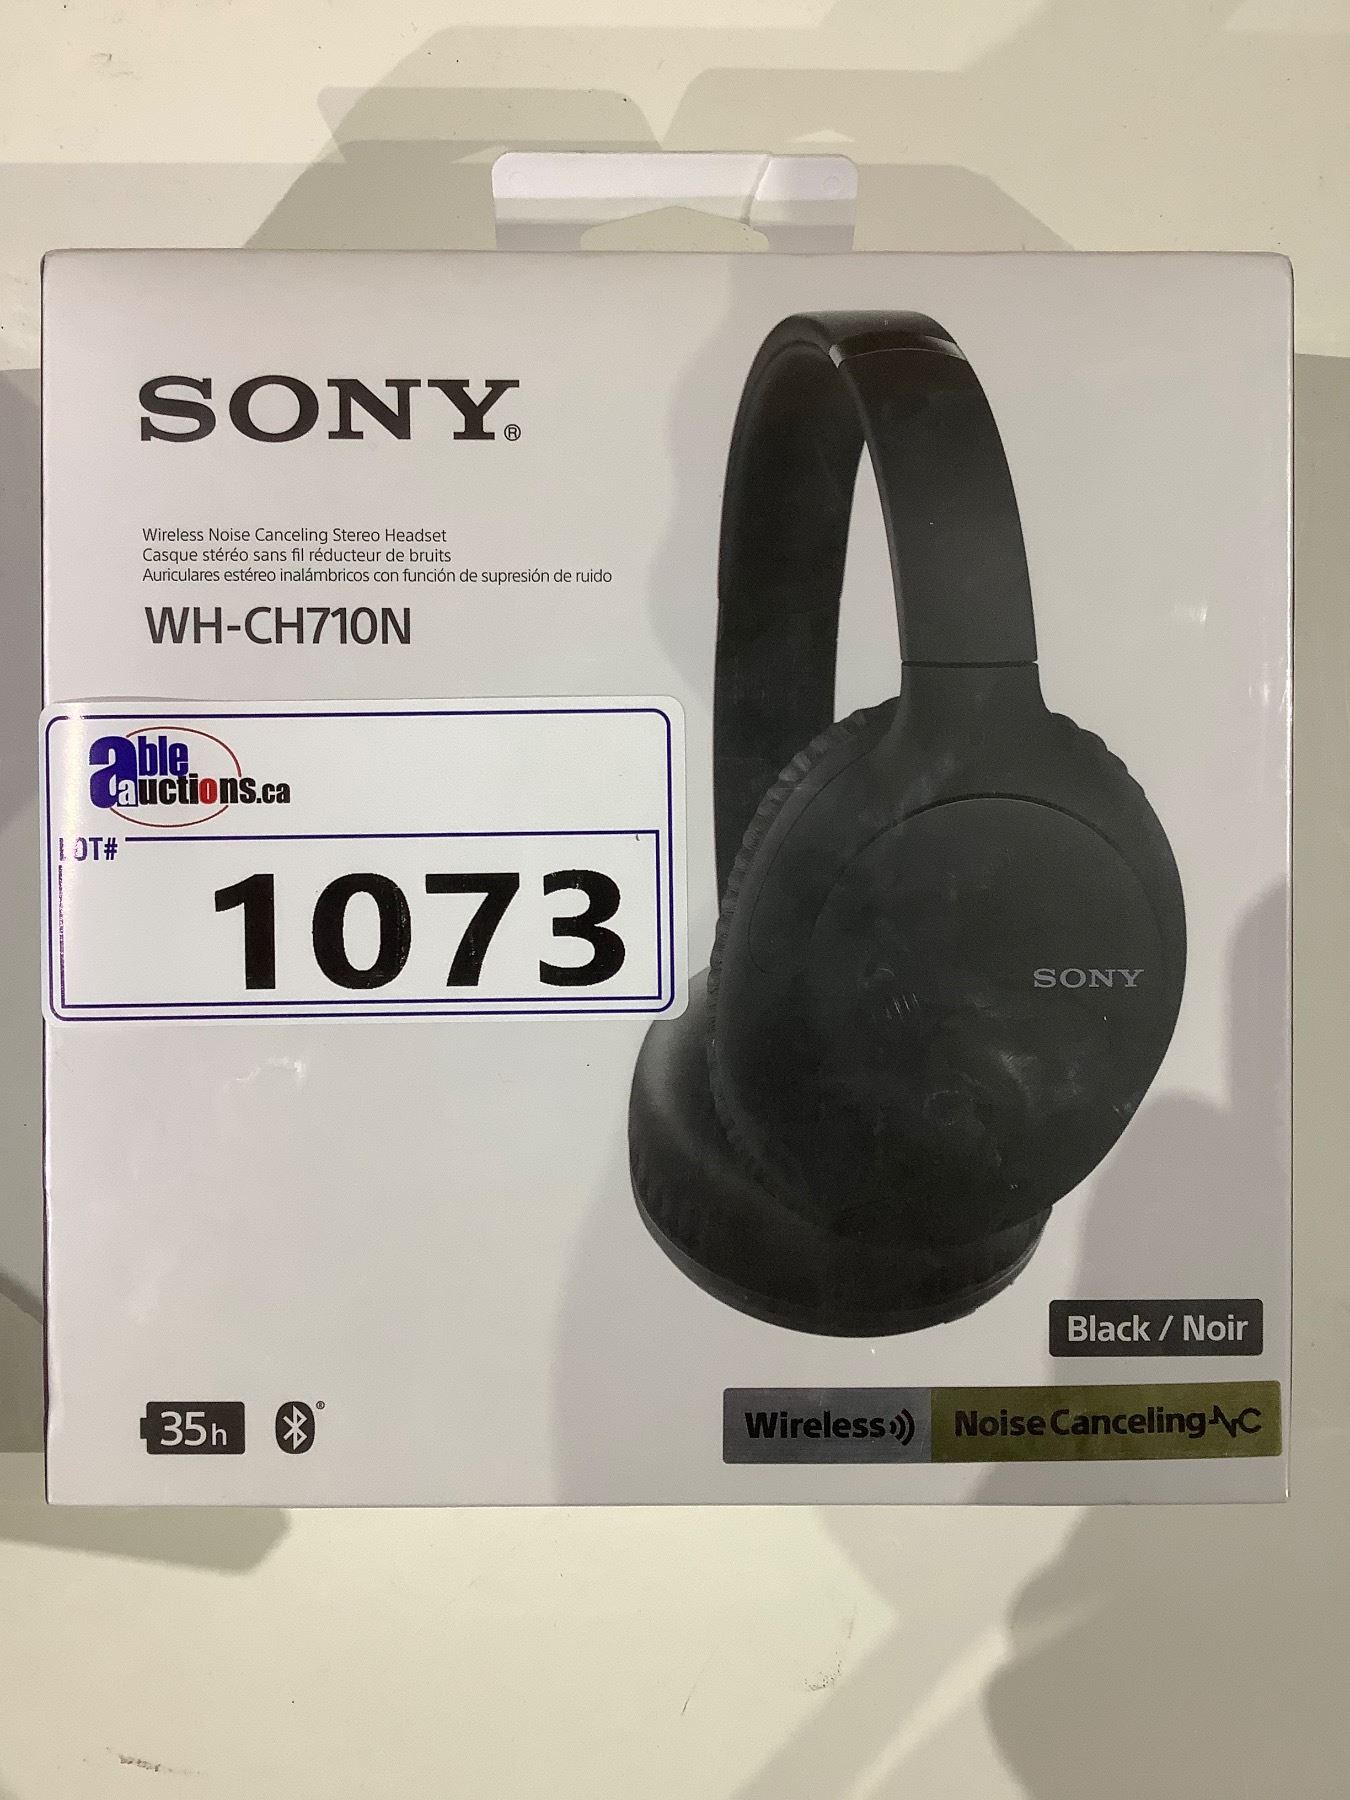 SONY®
Wireless Noise Canceling Stereo Headset
Casque stéréo sans fil réducteur de bruits
Auriculares estéreo inalámbricos con función de supresión de ruido
WH-CH710N
able
auctions.ca
LOT#
1073
SONY
Black / Noir
35h
Wireless
Noise Canceling NC